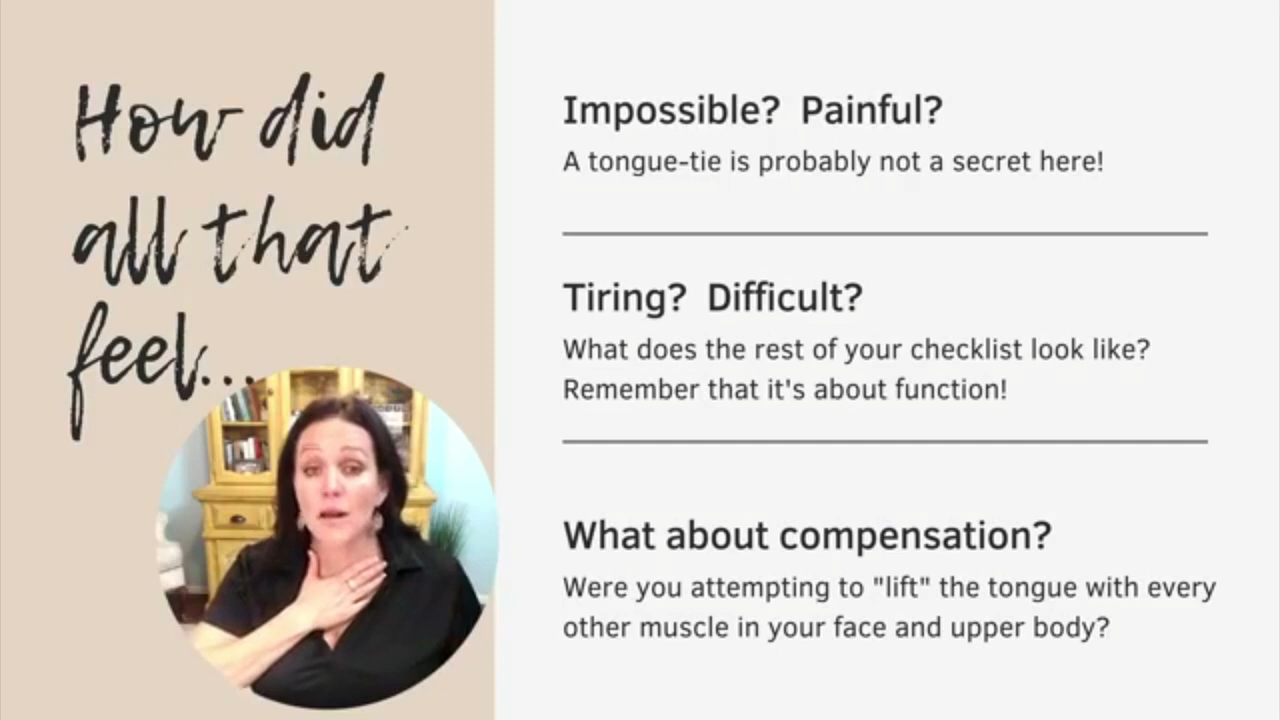 How did
all that
feel...
Impossible?  Painful?
A tongue-tie is probably not a secret here!
Tiring?  Difficult?
What does the rest of your checklist look like?
Remember that it's about function!
What about compensation?
Were you attempting to "lift" the tongue with every
other muscle in your face and upper body?